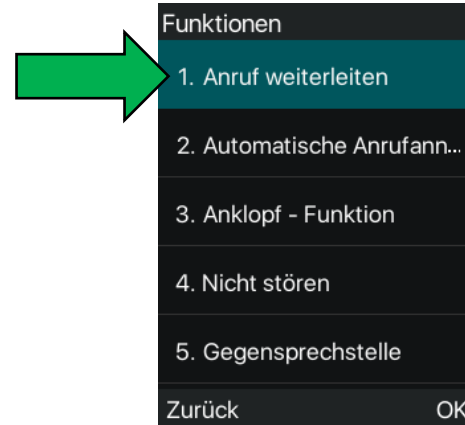 Funktionen
1. Anruf weiterleiten
2. Automatische Anrufann...
3. Anklopf - Funktion
4. Nicht stören
5. Gegensprechstelle
Zurück OK